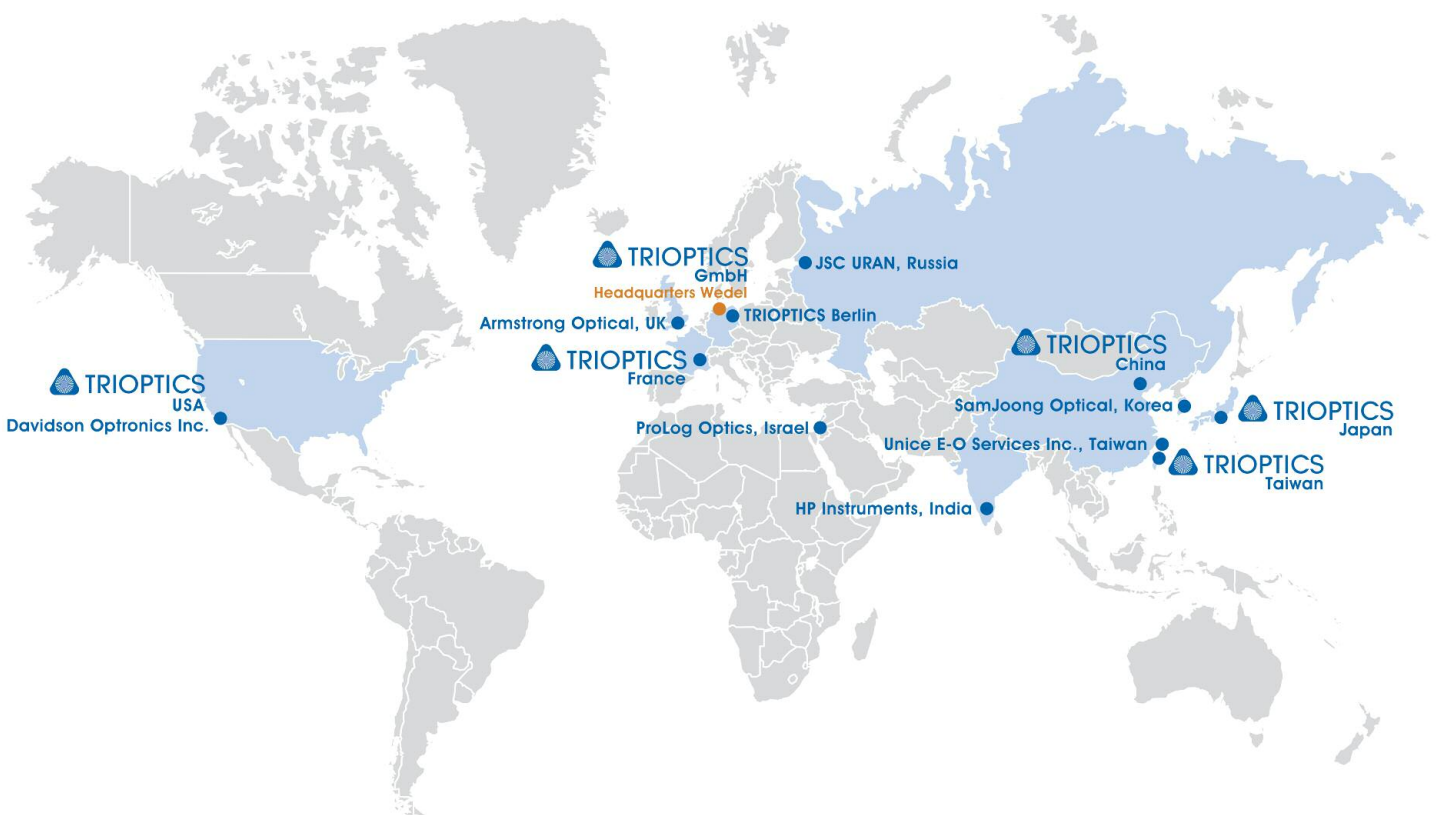 TRIOPTICS
GmbH
Headquarters Wedel
JSC URAN, Russia
TRIOPTICS Berlin
Armstrong Optical, UK
TRIOPTICS
France
TRIOPTICS
USA
Davidson Optronics Inc.
TRIOPTICS
China
SamJoong Optical, Korea
TRIOPTICS
Japan
ProLog Optics, Israel
Unice E-O Services Inc., Taiwan
TRIOPTICS
Taiwan
HP Instruments, India